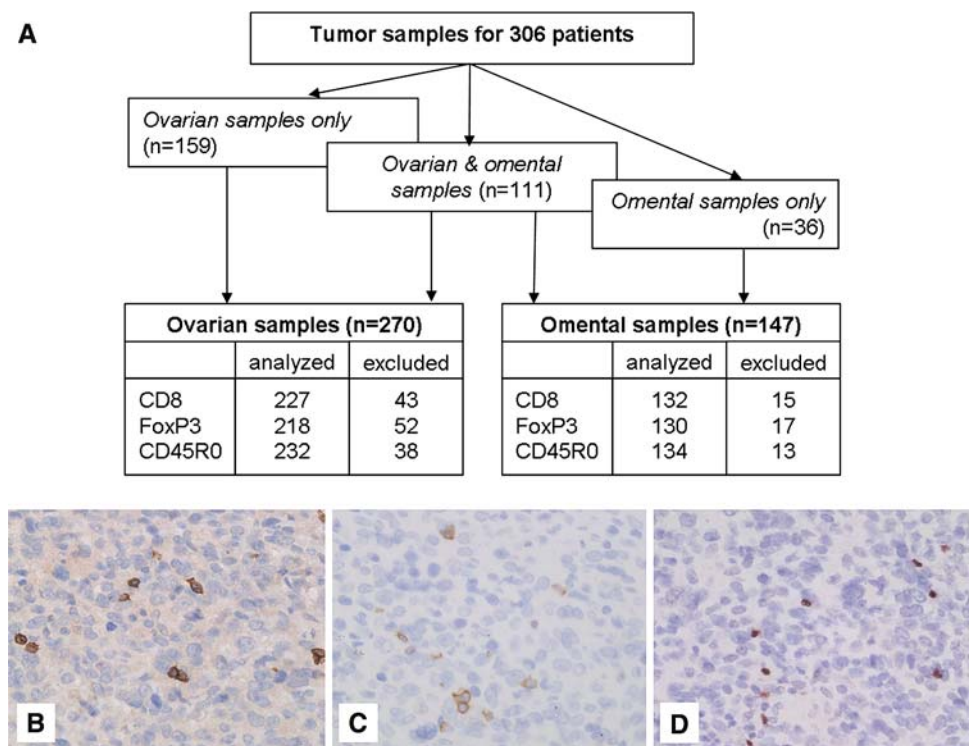 A
Tumor samples for 306 patients
Ovarian samples only
(n=159)
Ovarian & omental
samples (n=111)
Omental samples only
(n=36)
Ovarian samples (n=270)
analyzed excluded
CD8 227 43
FoxP3 218 52
CD45R0 232 38
Omental samples (n=147)
analyzed excluded
CD8 132 15
FoxP3 130 17
CD45R0 134 13
B
C
D